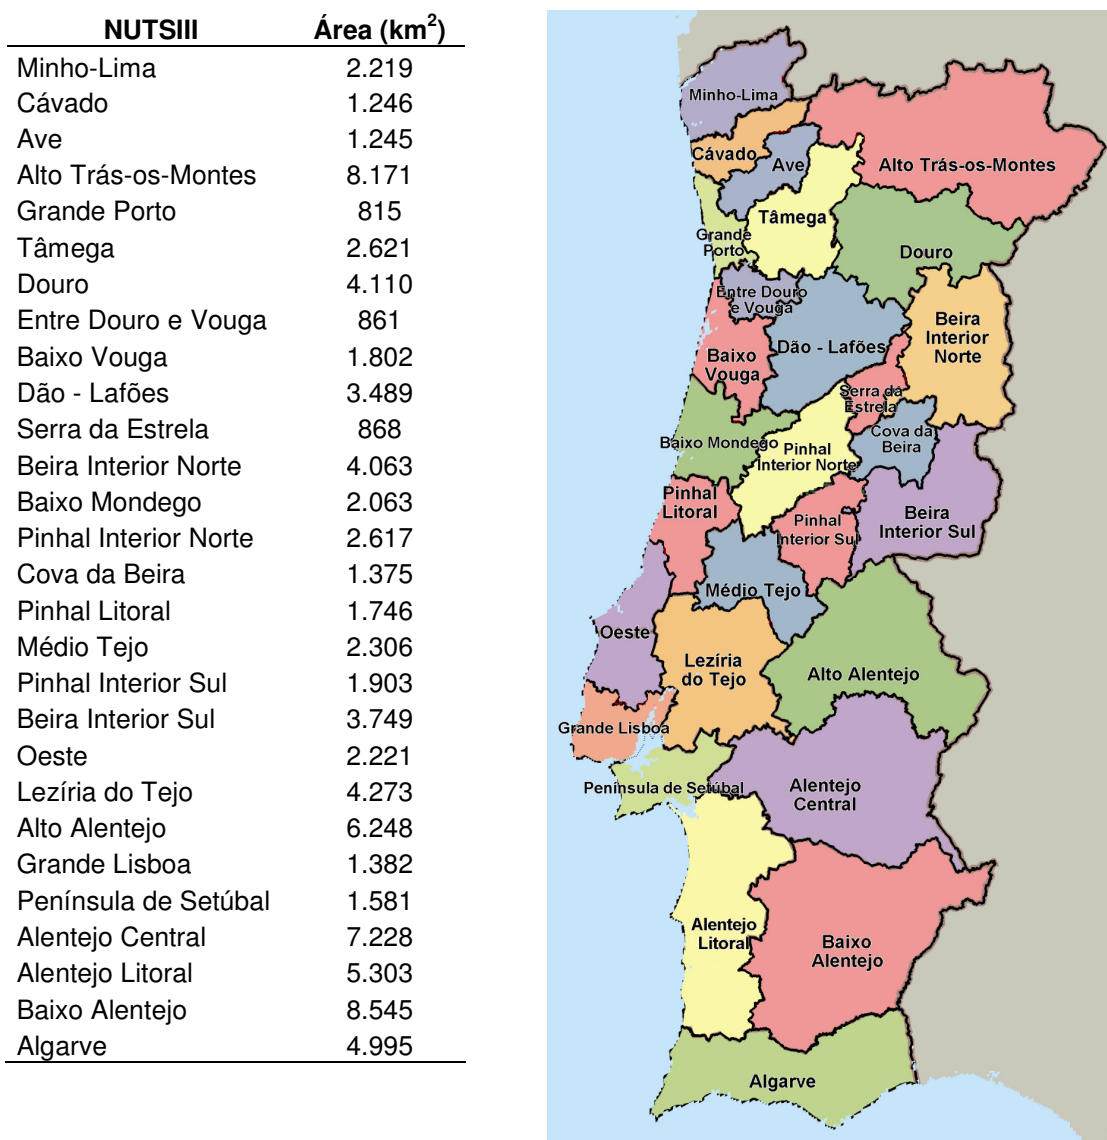 NUTSIII Área (km²)
Minho-Lima 2.219
Cávado 1.246
Ave 1.245
Alto Trás-os-Montes 8.171
Grande Porto 815
Tâmega 2.621
Douro 4.110
Entre Douro e Vouga 861
Baixo Vouga 1.802
Dão - Lafões 3.489
Serra da Estrela 868
Beira Interior Norte 4.063
Baixo Mondego 2.063
Pinhal Interior Norte 2.617
Cova da Beira 1.375
Pinhal Litoral 1.746
Médio Tejo 2.306
Pinhal Interior Sul 1.903
Beira Interior Sul 3.749
Oeste 2.221
Lezíria do Tejo 4.273
Alto Alentejo 6.248
Grande Lisboa 1.382
Península de Setúbal 1.581
Alentejo Central 7.228
Alentejo Litoral 5.303
Baixo Alentejo 8.545
Algarve 4.995
Minho-Lima
Cávado
Ave
Alto Trás-os-Montes
Tâmega
Grande
Porto
Douro
Entre Douro
e Vouga
Beira
Interior
Norte
Dão - Lafões
Baixo
Vouga
Serra da
Estrela
Cova da
Beira
Baixo Mondego
Pinhal
Interior Norte
Pinhal
Litoral
Pinhal
Interior Sul
Beira
Interior Sul
Médio Tejo
Oeste
Lezíria
do Tejo
Alto Alentejo
Grande Lisboa
Península de Setúbal
Alentejo
Central
Alentejo
Litoral
Baixo
Alentejo
Algarve